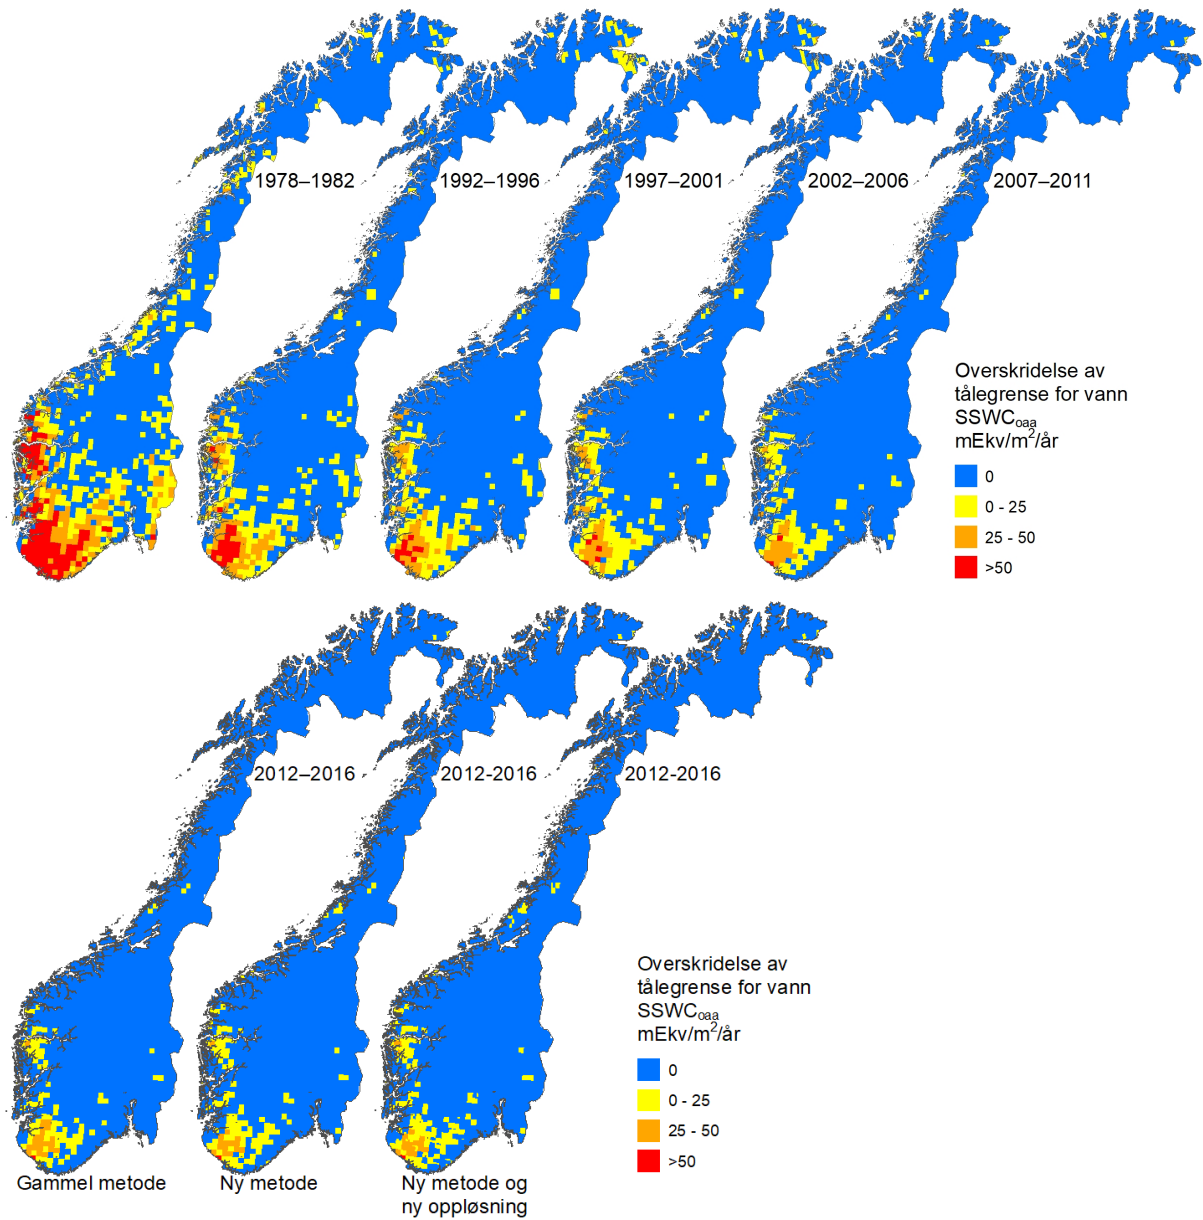 1978–1982
1992–1996
1997–2001
2002–2006
2007–2011
Overskridelse av
tålegrense for vann
SSWCoaa
mEkv/m²/år
0
0 - 25
25 - 50
>50
2012–2016
2012-2016
2012-2016
Overskridelse av
tålegrense for vann
SSWCoaa
mEkv/m²/år
0
0 - 25
25 - 50
>50
Gammel metode
Ny metode
Ny metode og
ny oppløsning